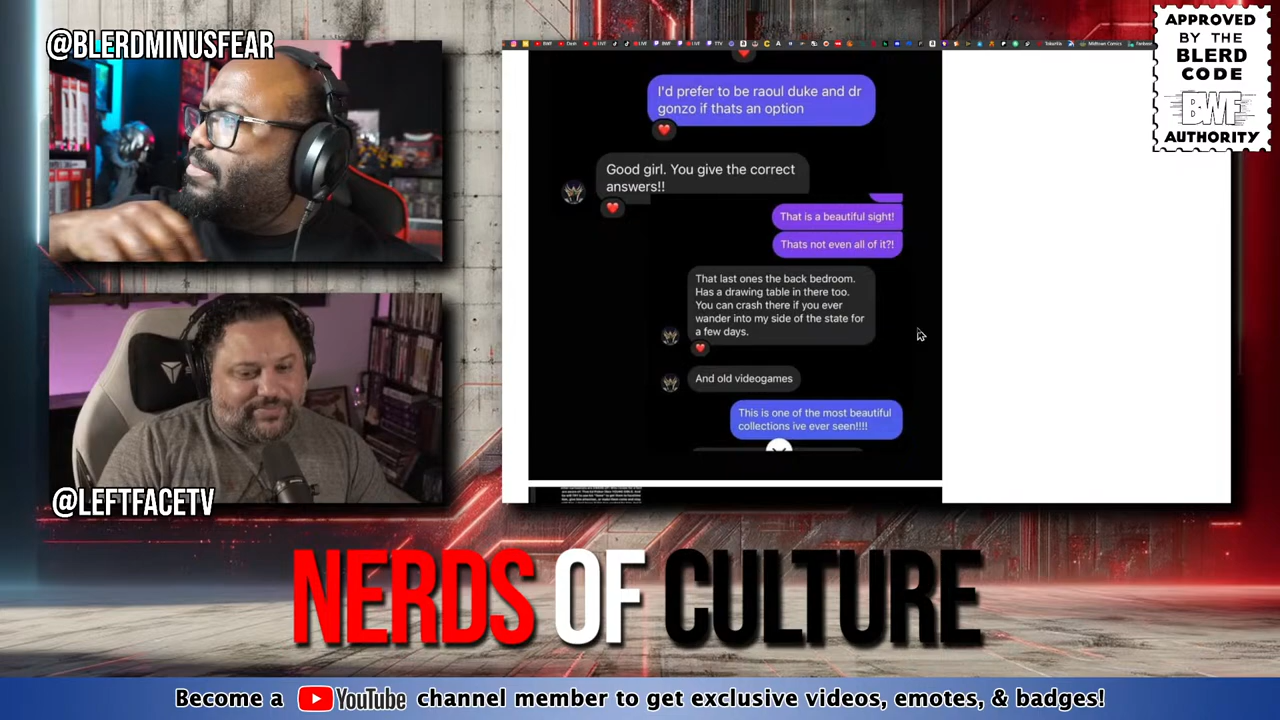 @BLERDMINUSFEAR
APPROVED
BY THE
BLERD
CODE
BWF
AUTHORITY
I'd prefer to be raoul duke and dr
gonzo if thats an option
Good girl. You give the correct
answers!!
That is a beautiful sight!
Thats not even all of it?!
That last ones the back bedroom.
Has a drawing table in there too.
You can crash there if you ever
wander into my side of the state for
a few days.
And old videogames
This is one of the most beautiful
collections ive ever seen!!!!
@LEFTFACETV
NERDS OF CULTURE
Become a YouTube channel member to get exclusive videos, emotes, & badges!